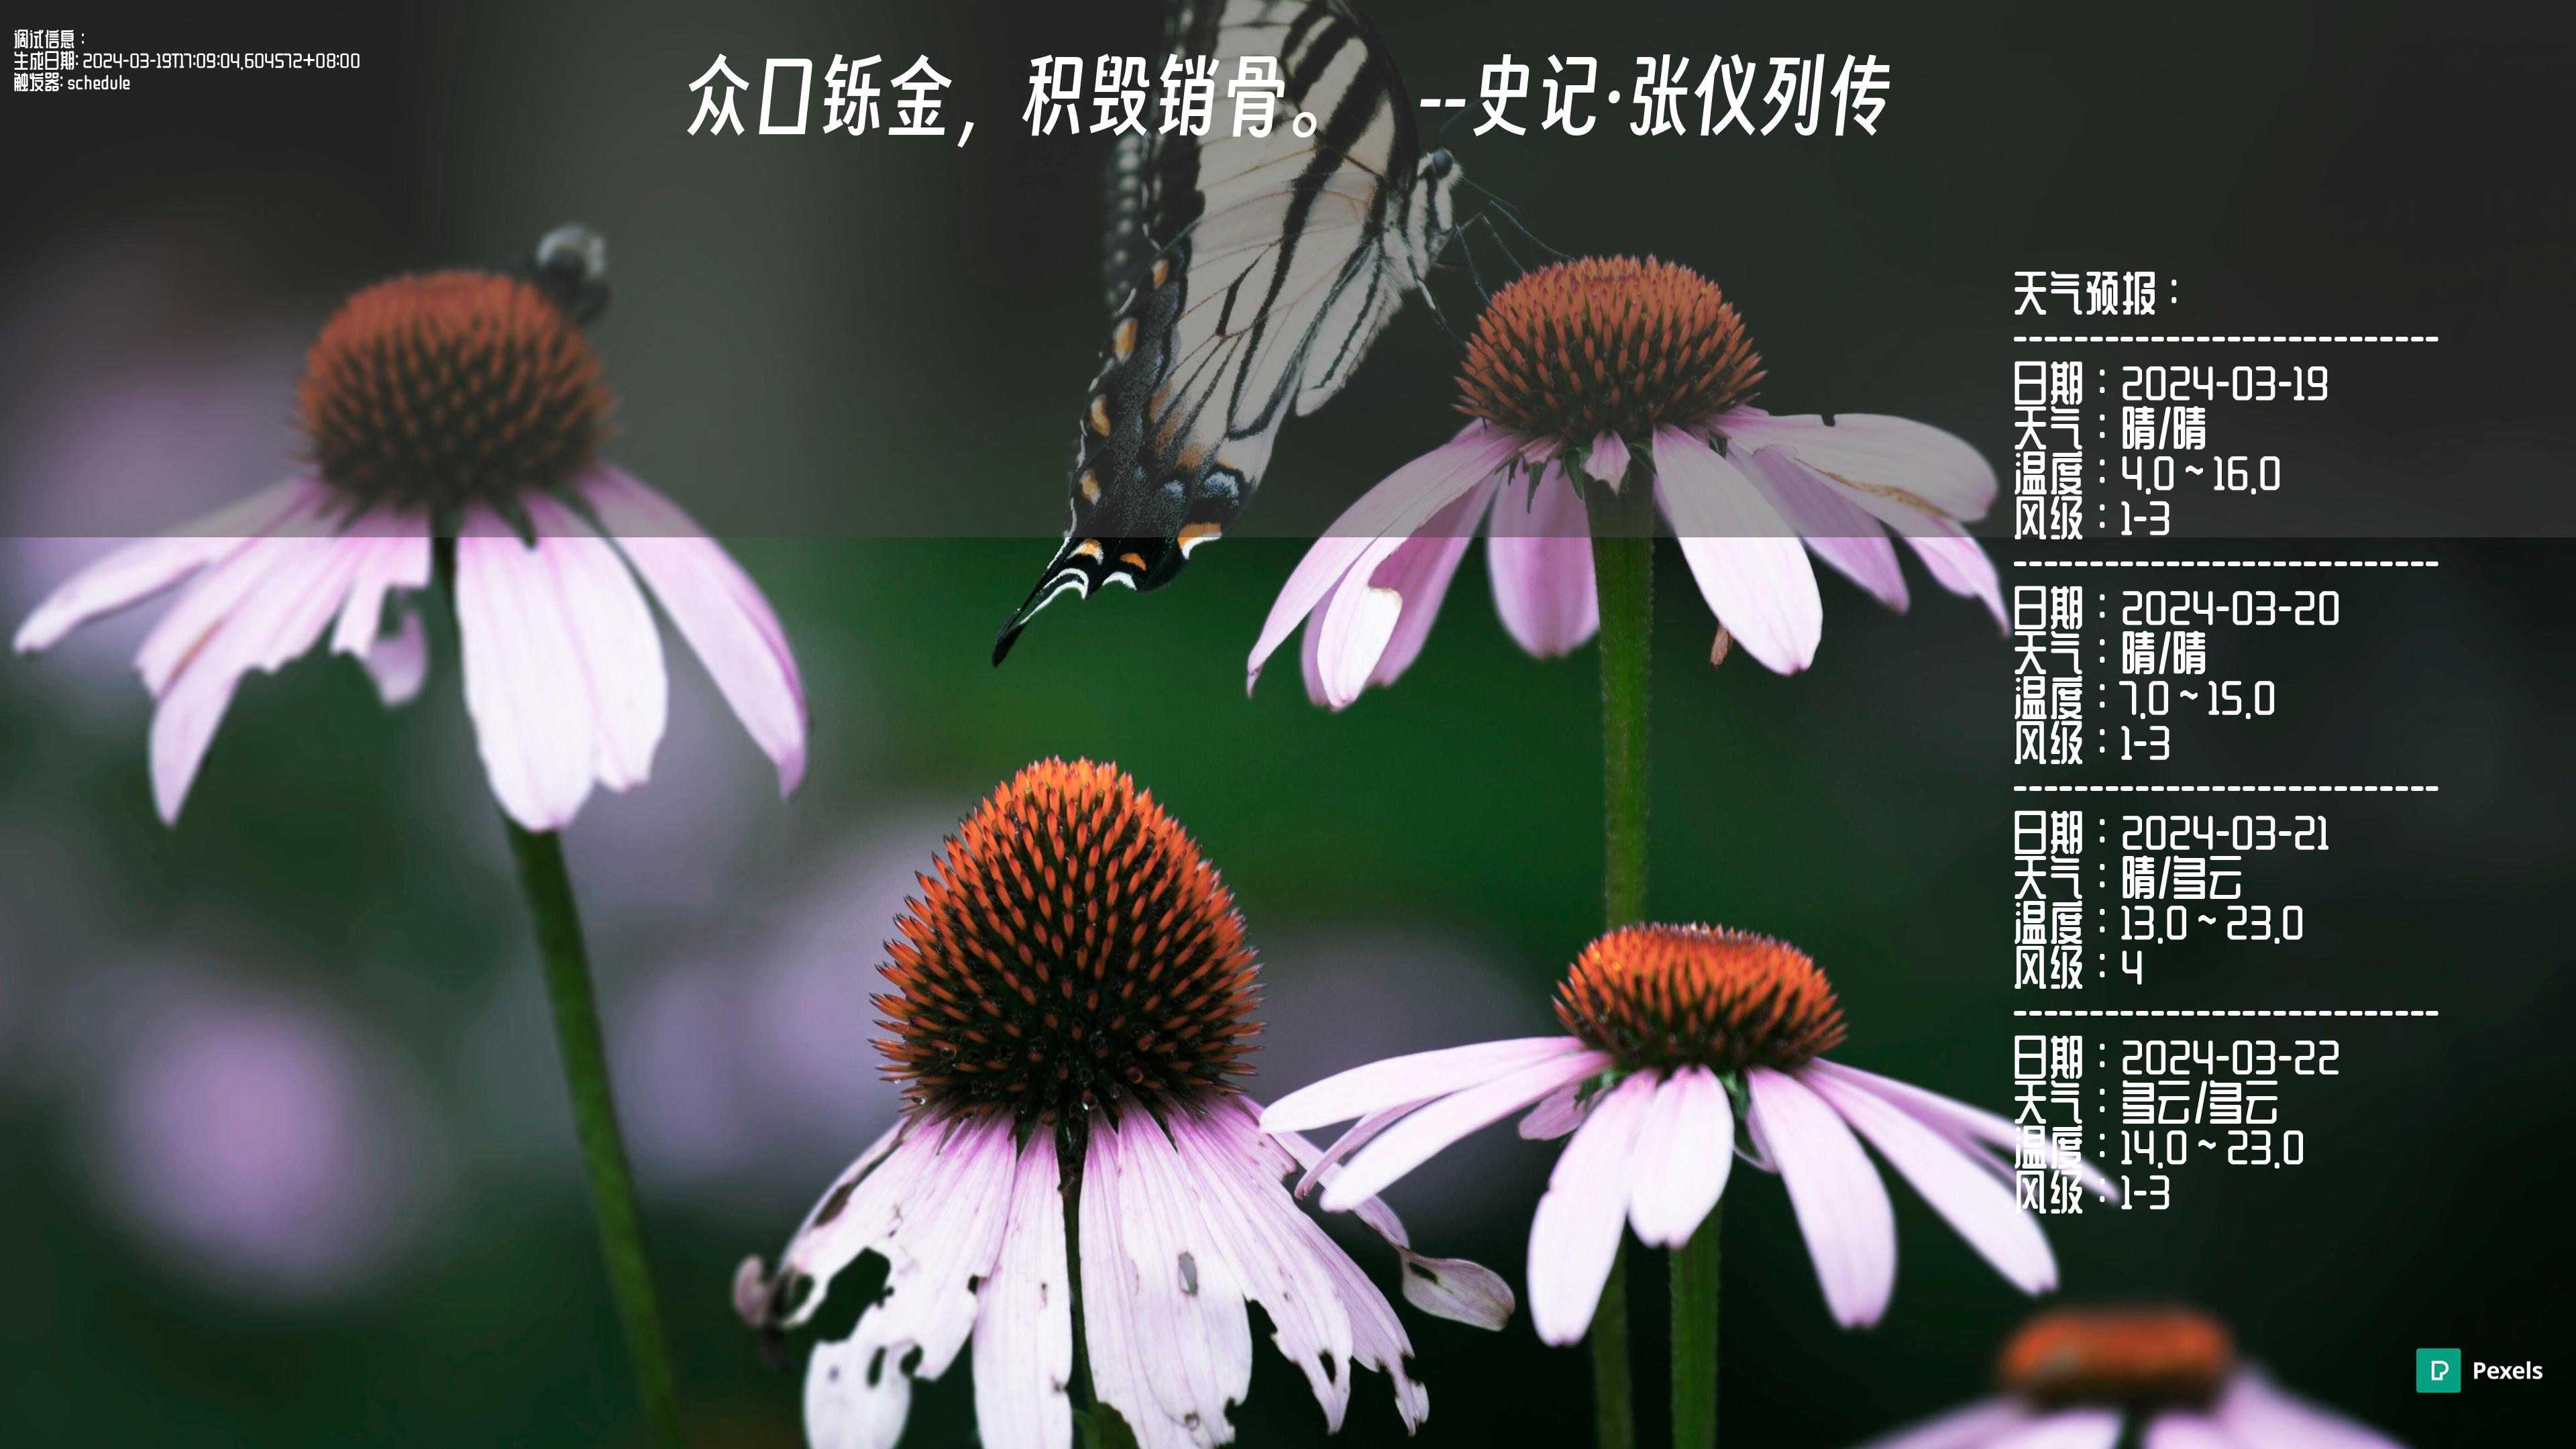 调试信息：
生成日期: 2024-03-19T17:09:04.604572+08:00
触发器: schedule
众口铄金，积毁销骨。 --史记·张仪列传
天气预报：
----------------------------
日期：2024-03-19
天气：晴/晴
温度：4.0 ~ 16.0
风级：1-3
----------------------------
日期：2024-03-20
天气：晴/晴
温度：7.0 ~ 15.0
风级：1-3
----------------------------
日期：2024-03-21
天气：晴/多云
温度：13.0 ~ 23.0
风级：4
----------------------------
日期：2024-03-22
天气：多云/多云
温度：14.0 ~ 23.0
风级：1-3
Pexels